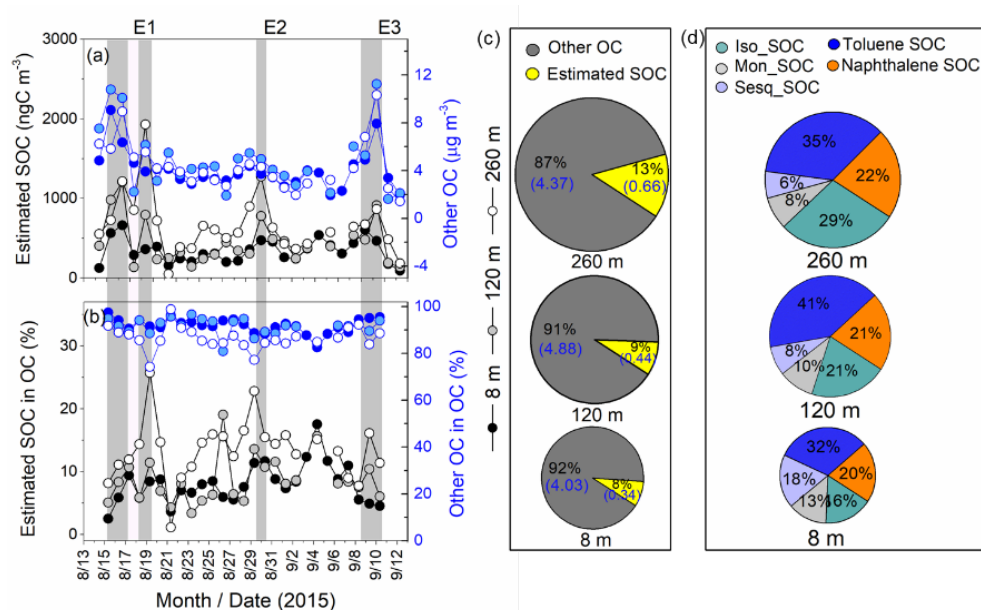 E1 E2 E3
(a)
3000
2000
1000
0
Estimated SOC (ngC m⁻³)
12
8
4
0
-4
Other OC (μg m⁻³)
(b)
30
20
10
0
Estimated SOC in OC (%)
100
80
60
40
20
0
Other OC in OC (%)
8/13 8/15 8/17 8/19 8/21 8/23 8/25 8/27 8/29 8/31 9/2 9/4 9/6 9/8 9/10 9/12
Month / Date (2015)
8 m 120 m 260 m
(c)
Other OC
Estimated SOC
87%
(4.37)
13%
(0.66)
260 m
91%
(4.88)
9%
(0.44)
120 m
92%
(4.03)
8%
(0.34)
8 m
(d)
Iso_SOC Toluene SOC
Mon_SOC Naphthalene SOC
Sesq_SOC
35%
22%
6%
8%
29%
260 m
41%
21%
8%
10%
21%
120 m
32%
20%
18%
13%
16%
8 m